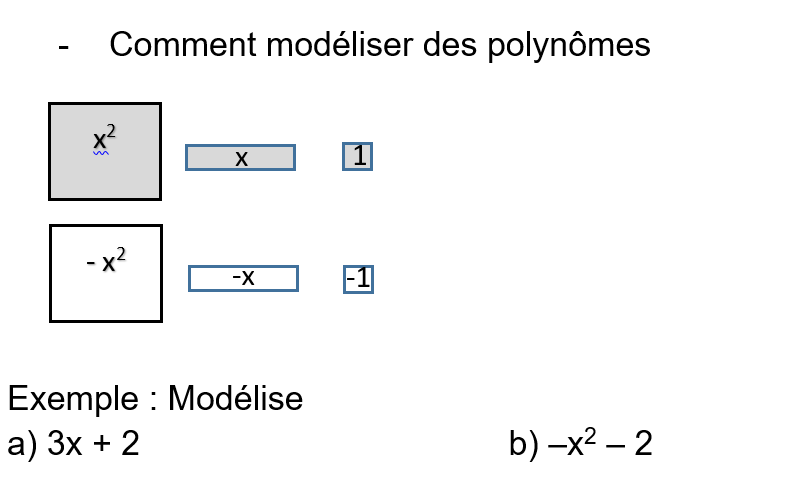 - Comment modéliser des polynômes
x² x 1
- x² -x -1
Exemple : Modélise
a) 3x + 2 b) –x² – 2